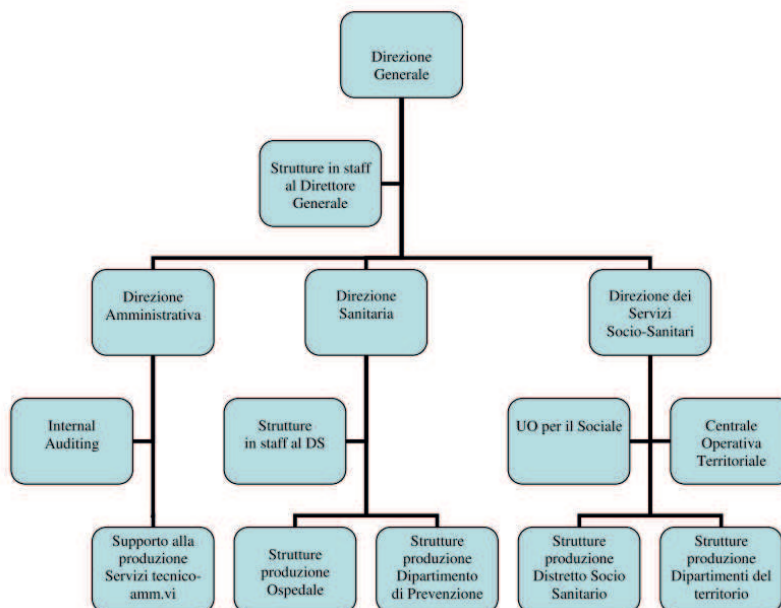 Direzione
Generale
Strutture in staff
al Direttore
Generale
Direzione
Amministrativa
Direzione
Sanitaria
Direzione dei
Servizi
Socio-Sanitari
Internal
Auditing
Strutture
in staff al DS
UO per il Sociale
Centrale
Operativa
Territoriale
Supporto alla
produzione
Servizi tecnico-
amm.vi
Strutture
produzione
Ospedale
Strutture
produzione
Dipartimento
di Prevenzione
Strutture
produzione
Distretto Socio
Sanitario
Strutture
produzione
Dipartimenti del
territorio